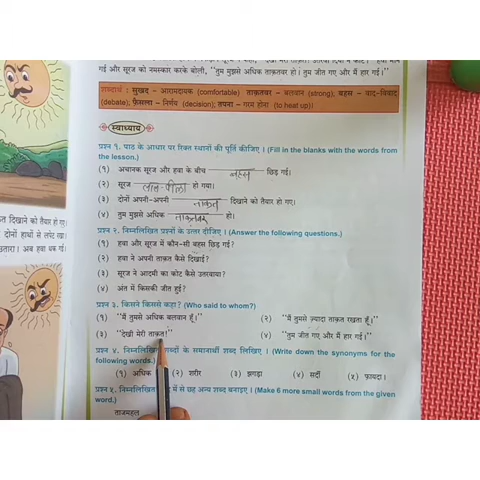 गई और सूरज को नमस्कार करके बोली, ''तुम मुझसे अधिक ताक़तवर हो। तुम जीत गए और मैं हार गई।''
शब्दार्थ : सुखद – आरामदायक (comfortable) ताक़तवर – बलवान (strong); बहस – वाद-विवाद
(debate); फ़ैसला – निर्णय (decision); तपना – गरम होना (to heat up)।
स्वाध्याय
प्रश्न १. पाठ के आधार पर रिक्त स्थानों की पूर्ति कीजिए। (Fill in the blanks with the words from
the lesson.)
(१) अचानक सूरज और हवा के बीच बहस छिड़ गई।
(२) सूरज लाल-पीला हो गया।
(३) दोनों अपनी-अपनी ताकत दिखाने को तैयार हो गए।
(४) तुम मुझसे अधिक ताकतवर हो।
प्रश्न २. निम्नलिखित प्रश्नों के उत्तर दीजिए। (Answer the following questions.)
(१) हवा और सूरज में कौन-सी बहस छिड़ गई?
(२) हवा ने अपनी ताक़त कैसे दिखाई?
(३) सूरज ने आदमी का कोट कैसे उतरवाया?
(४) अंत में किसकी जीत हुई?
प्रश्न ३. किसने किससे कहा? (Who said to whom?)
(१) ''मैं तुमसे अधिक बलवान हूँ।'' (२) ''मैं तुमसे ज़्यादा ताक़त रखता हूँ।''
(३) ''देखी मेरी ताक़त!'' (४) ''तुम जीत गए और मैं हार गई।''
प्रश्न ४. निम्नलिखित शब्दों के समानार्थी शब्द लिखिए। (Write down the synonyms for the
following words.)
(१) अधिक (२) शरीर (३) झगड़ा (४) सर्दी (५) फ़ायदा।
प्रश्न ५. निम्नलिखित में से छह अन्य शब्द बनाइए। (Make 6 more small words from the given
word.)
ताजमहल
दिखाने को तैयार हो गए।
दोनों हाथों से लपेट
अब हवा थक गई।